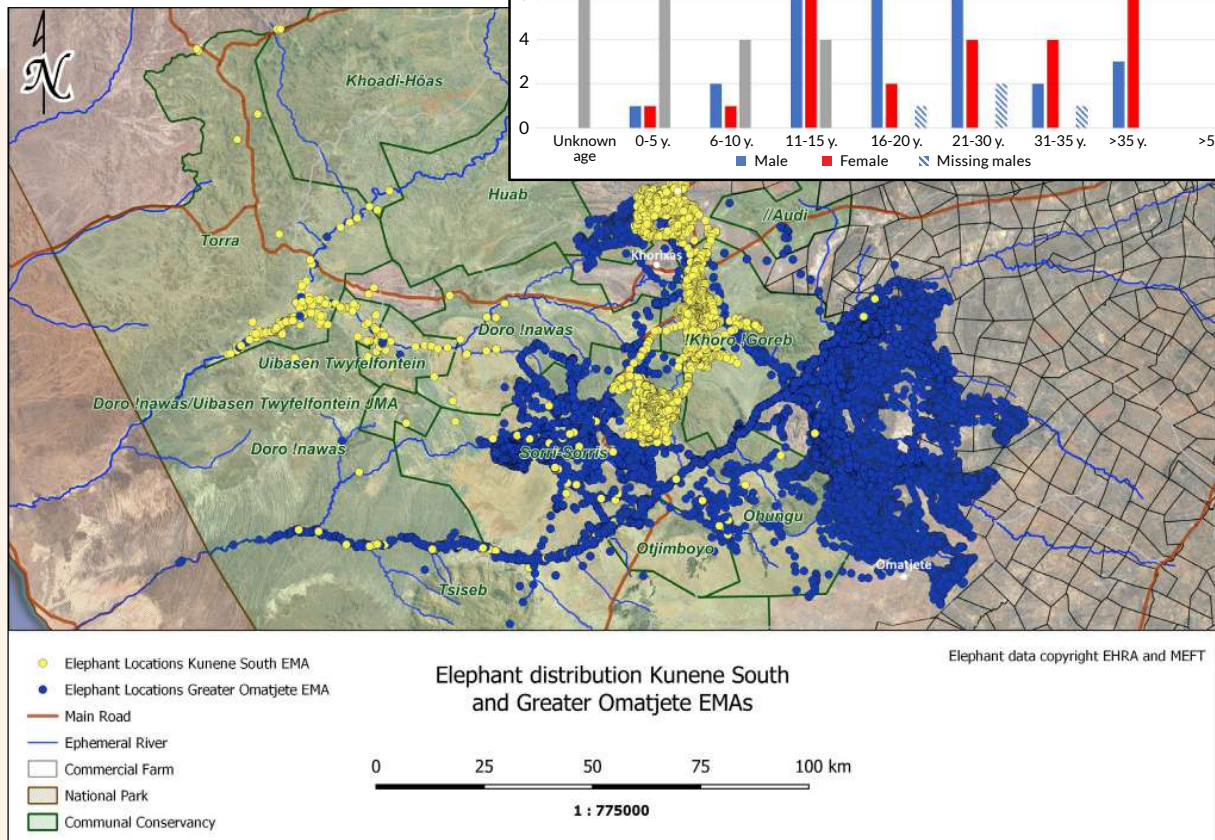 4
2
0
Unknown age
0-5 y.
6-10 y.
11-15 y.
16-20 y.
21-30 y.
31-35 y.
>35 y.
>5
Male
Female
Missing males
N
Khoadi-Hôas
Huab
//Audi
Torra
Khorixas
Doro !nawas
!Khoro !Goreb
Uibasen Twyfelfontein
Doro !nawas/Uibasen Twyfelfontein JMA
Doro !nawas
Sorri-Sorris
Ohungu
Otjimboyo
Omatjete
Tsiseb
Elephant Locations Kunene South EMA
Elephant Locations Greater Omatjete EMA
Main Road
Ephemeral River
Commercial Farm
National Park
Communal Conservancy
Elephant distribution Kunene South
and Greater Omatjete EMAs
0 25 50 75 100 km
1 : 775000
Elephant data copyright EHRA and MEFT